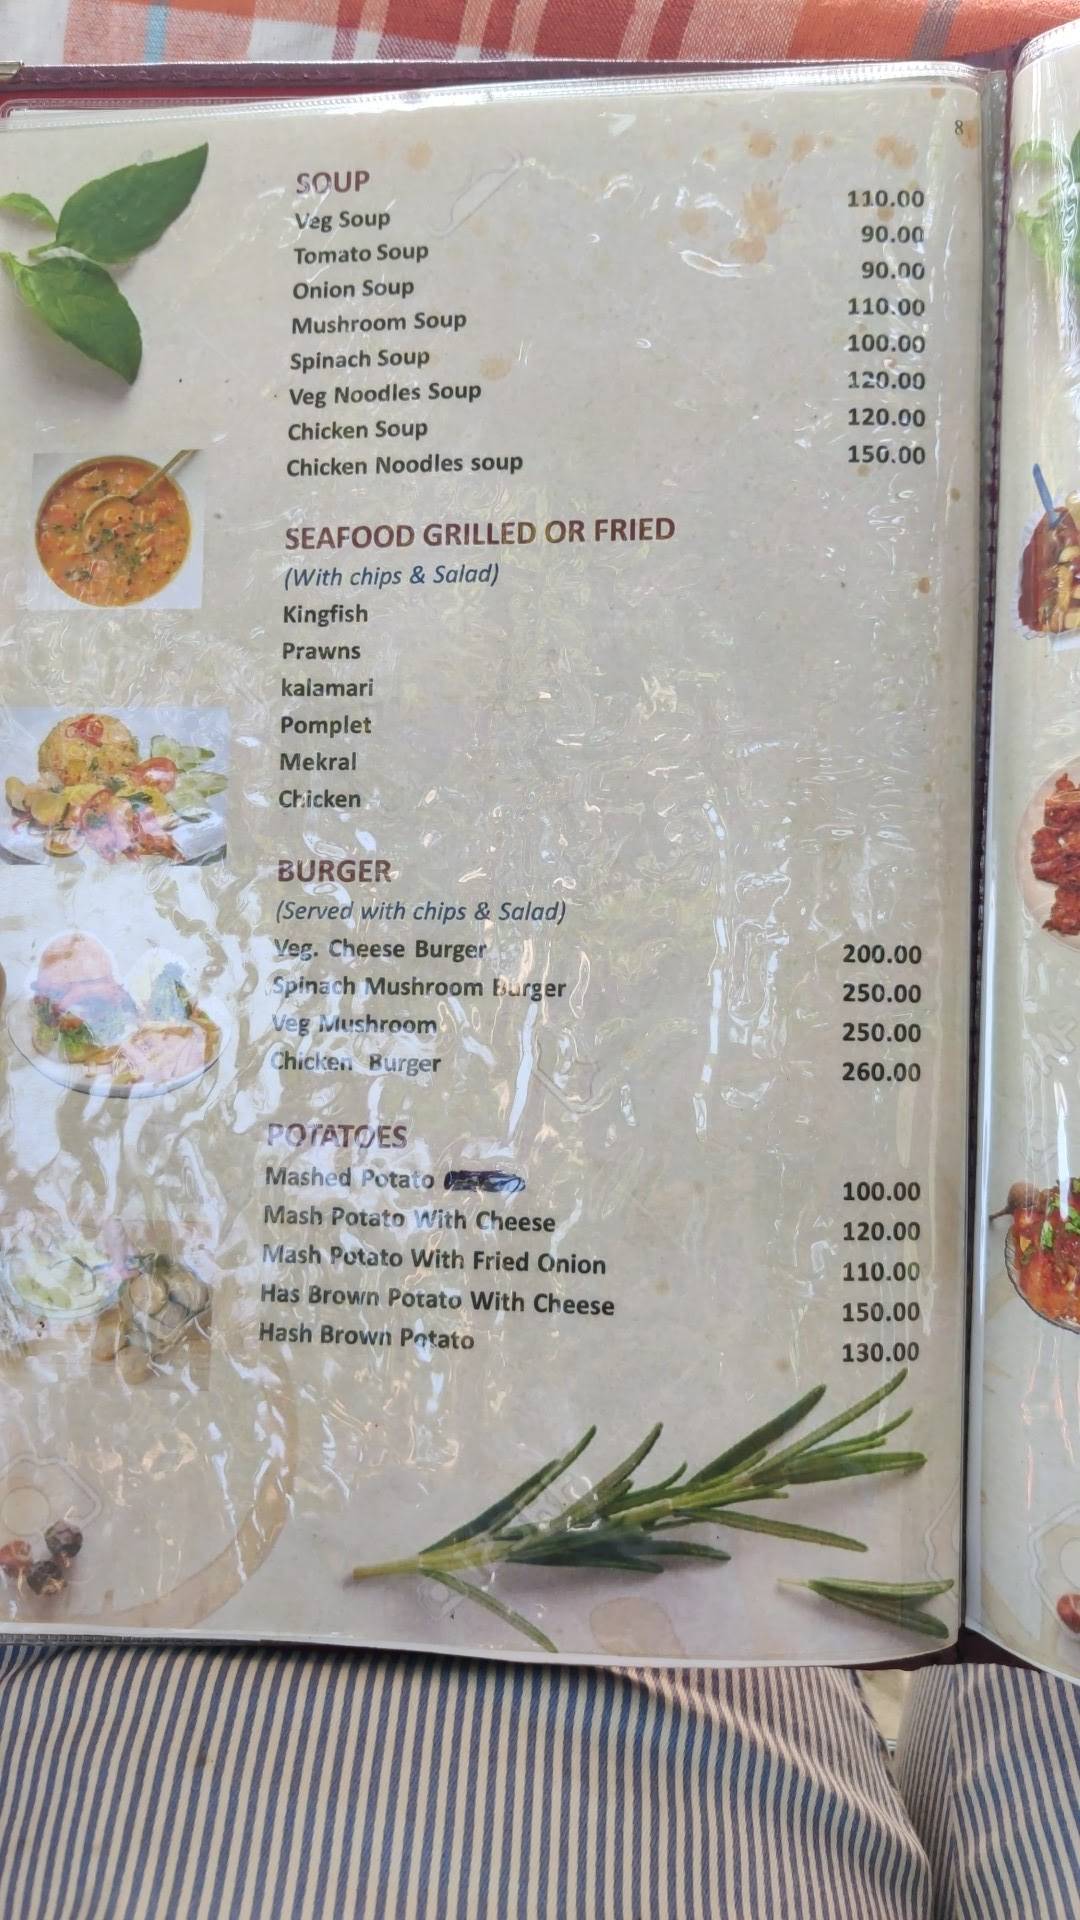 8
SOUP
Veg Soup 110.00
Tomato Soup 90.00
Onion Soup 90.00
Mushroom Soup 110.00
Spinach Soup 100.00
Veg Noodles Soup 120.00
Chicken Soup 120.00
Chicken Noodles soup 150.00
SEAFOOD GRILLED OR FRIED
(With chips & Salad)
Kingfish
Prawns
kalamari
Pomplet
Mekral
Chicken
BURGER
(Served with chips & Salad)
Veg. Cheese Burger 200.00
Spinach Mushroom Burger 250.00
Veg Mushroom 250.00
Chicken Burger 260.00
POTATOES
Mashed Potato 100.00
Mash Potato With Cheese 120.00
Mash Potato With Fried Onion 110.00
Has Brown Potato With Cheese 150.00
Hash Brown Potato 130.00